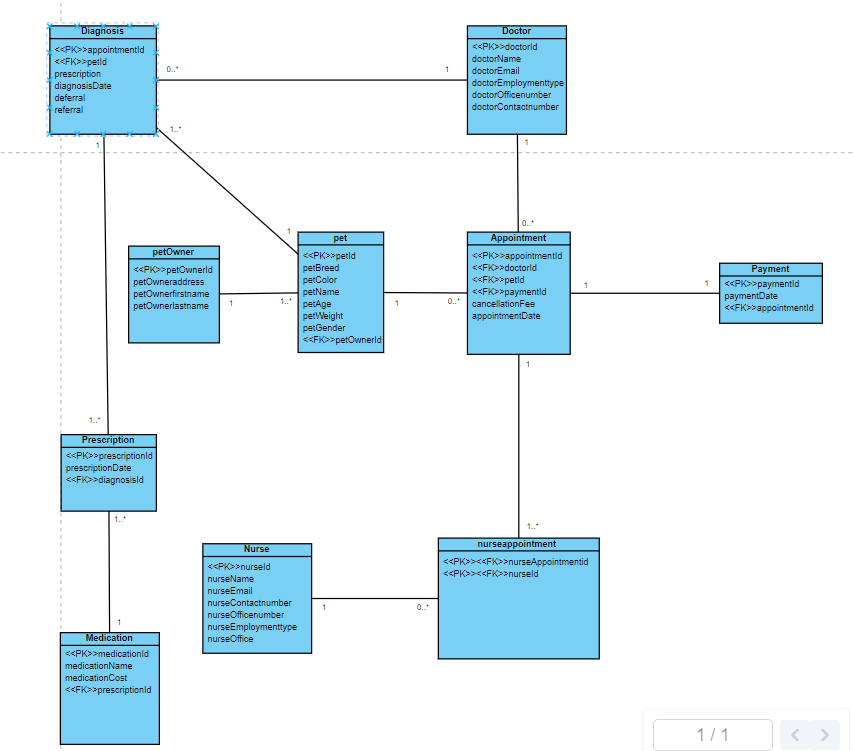 Diagnosis
<<PK>>appointmentId
<<FK>>petId
prescription
diagnosisDate
deferral
referral
0..*
1
Doctor
<<PK>>doctorId
doctorName
doctorEmail
doctorEmploymenttype
doctorOfficenumber
doctorContactnumber
1
1..*
1
0..*
1
petOwner
<<PK>>petOwnerId
petOwneraddress
petOwnerfirstname
petOwnerlastname
1
1..*
pet
<<PK>>petId
petBreed
petColor
petName
petAge
petWeight
petGender
<<FK>>petOwnerId
1
0..*
Appointment
<<PK>>appointmentId
<<FK>>doctorId
<<FK>>petId
<<FK>>paymentId
cancellationFee
appointmentDate
1
1
Payment
<<PK>>paymentId
paymentDate
<<FK>>appointmentId
1
1..*
Prescription
<<PK>>prescriptionId
prescriptionDate
<<FK>>diagnosisId
1..*
1..*
Nurse
<<PK>>nurseId
nurseName
nurseEmail
nurseContactnumber
nurseOfficenumber
nurseEmploymenttype
nurseOffice
1
0..*
nurseappointment
<<PK>><<FK>>nurseAppointmentid
<<PK>><<FK>>nurseId
1
Medication
<<PK>>medicationId
medicationName
medicationCost
<<FK>>prescriptionId
1 / 1